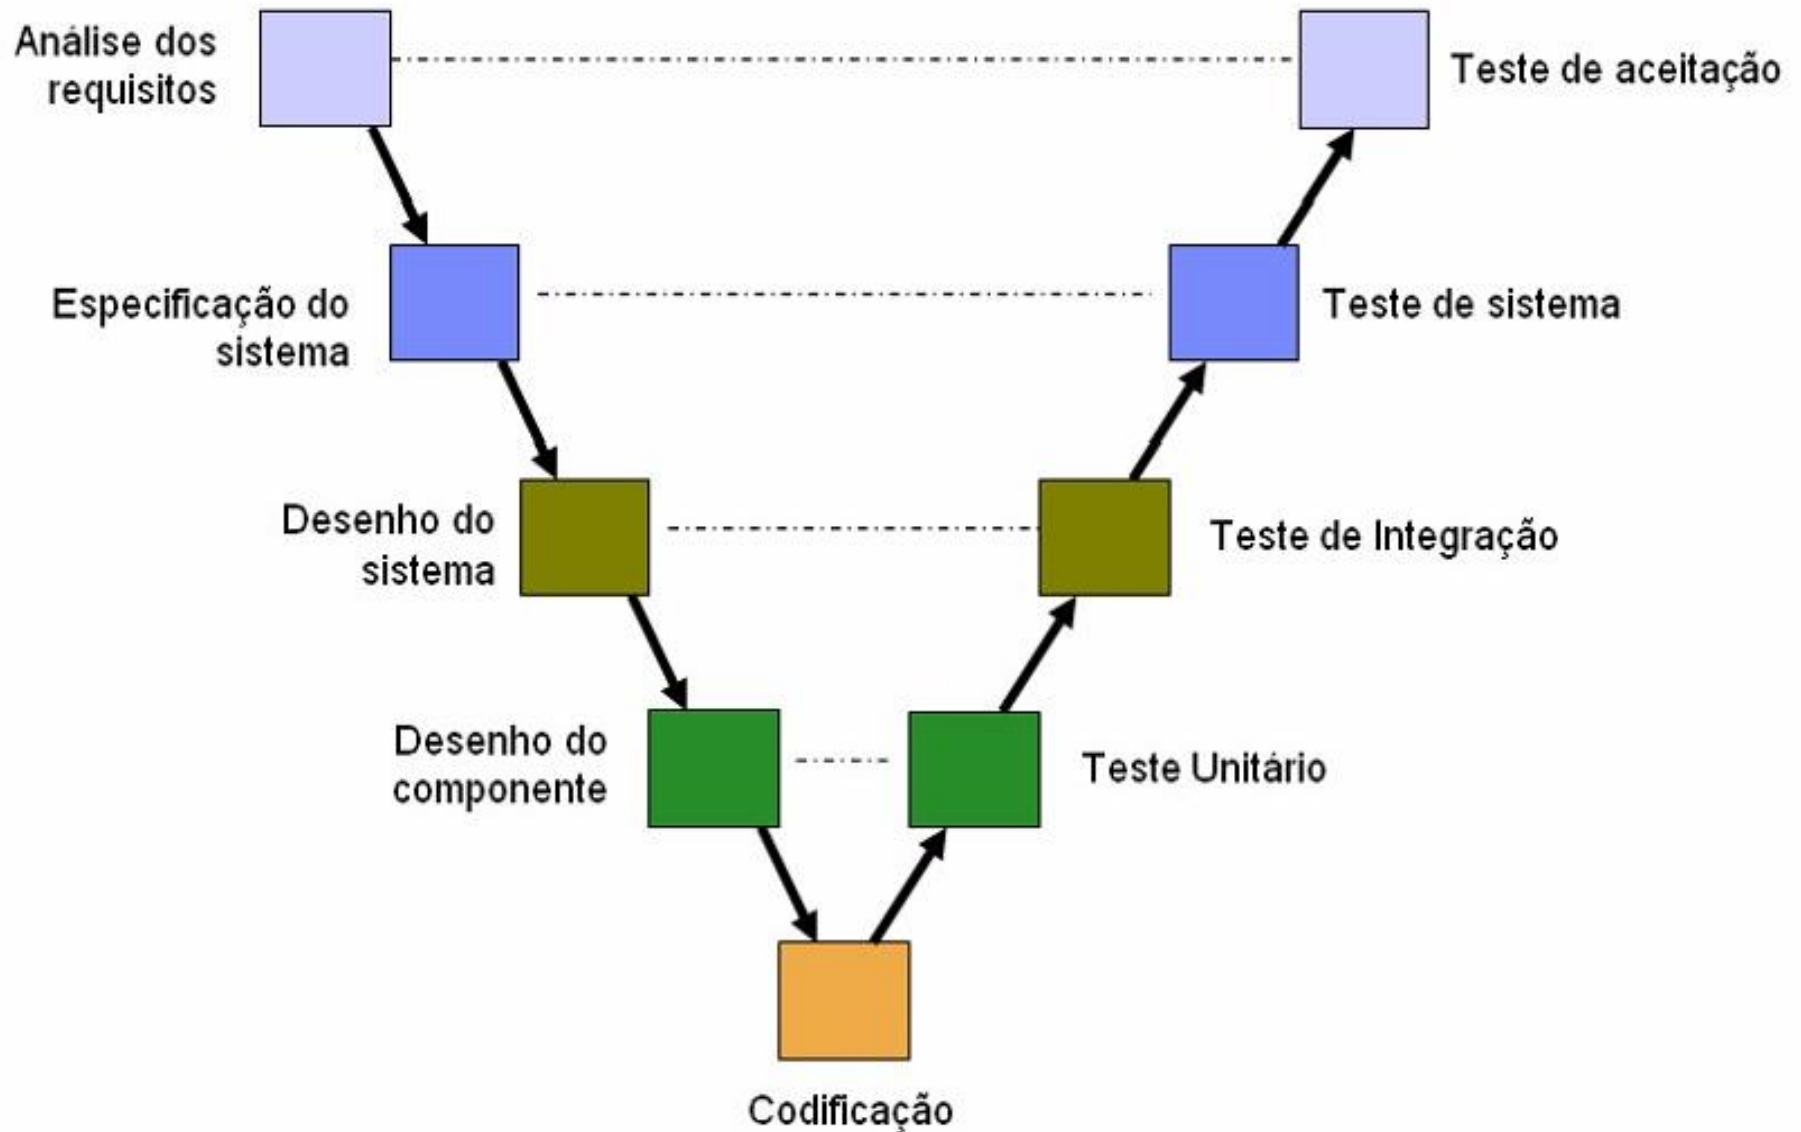 Análise dos
requisitos
Teste de aceitação
Especificação do
sistema
Teste de sistema
Desenho do
sistema
Teste de Integração
Desenho do
componente
Teste Unitário
Codificação